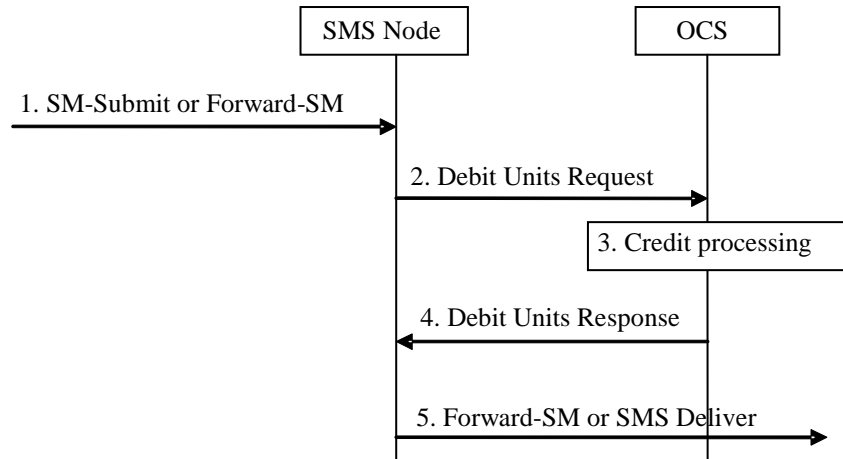 SMS Node
OCS
1. SM-Submit or Forward-SM
2. Debit Units Request
3. Credit processing
4. Debit Units Response
5. Forward-SM or SMS Deliver